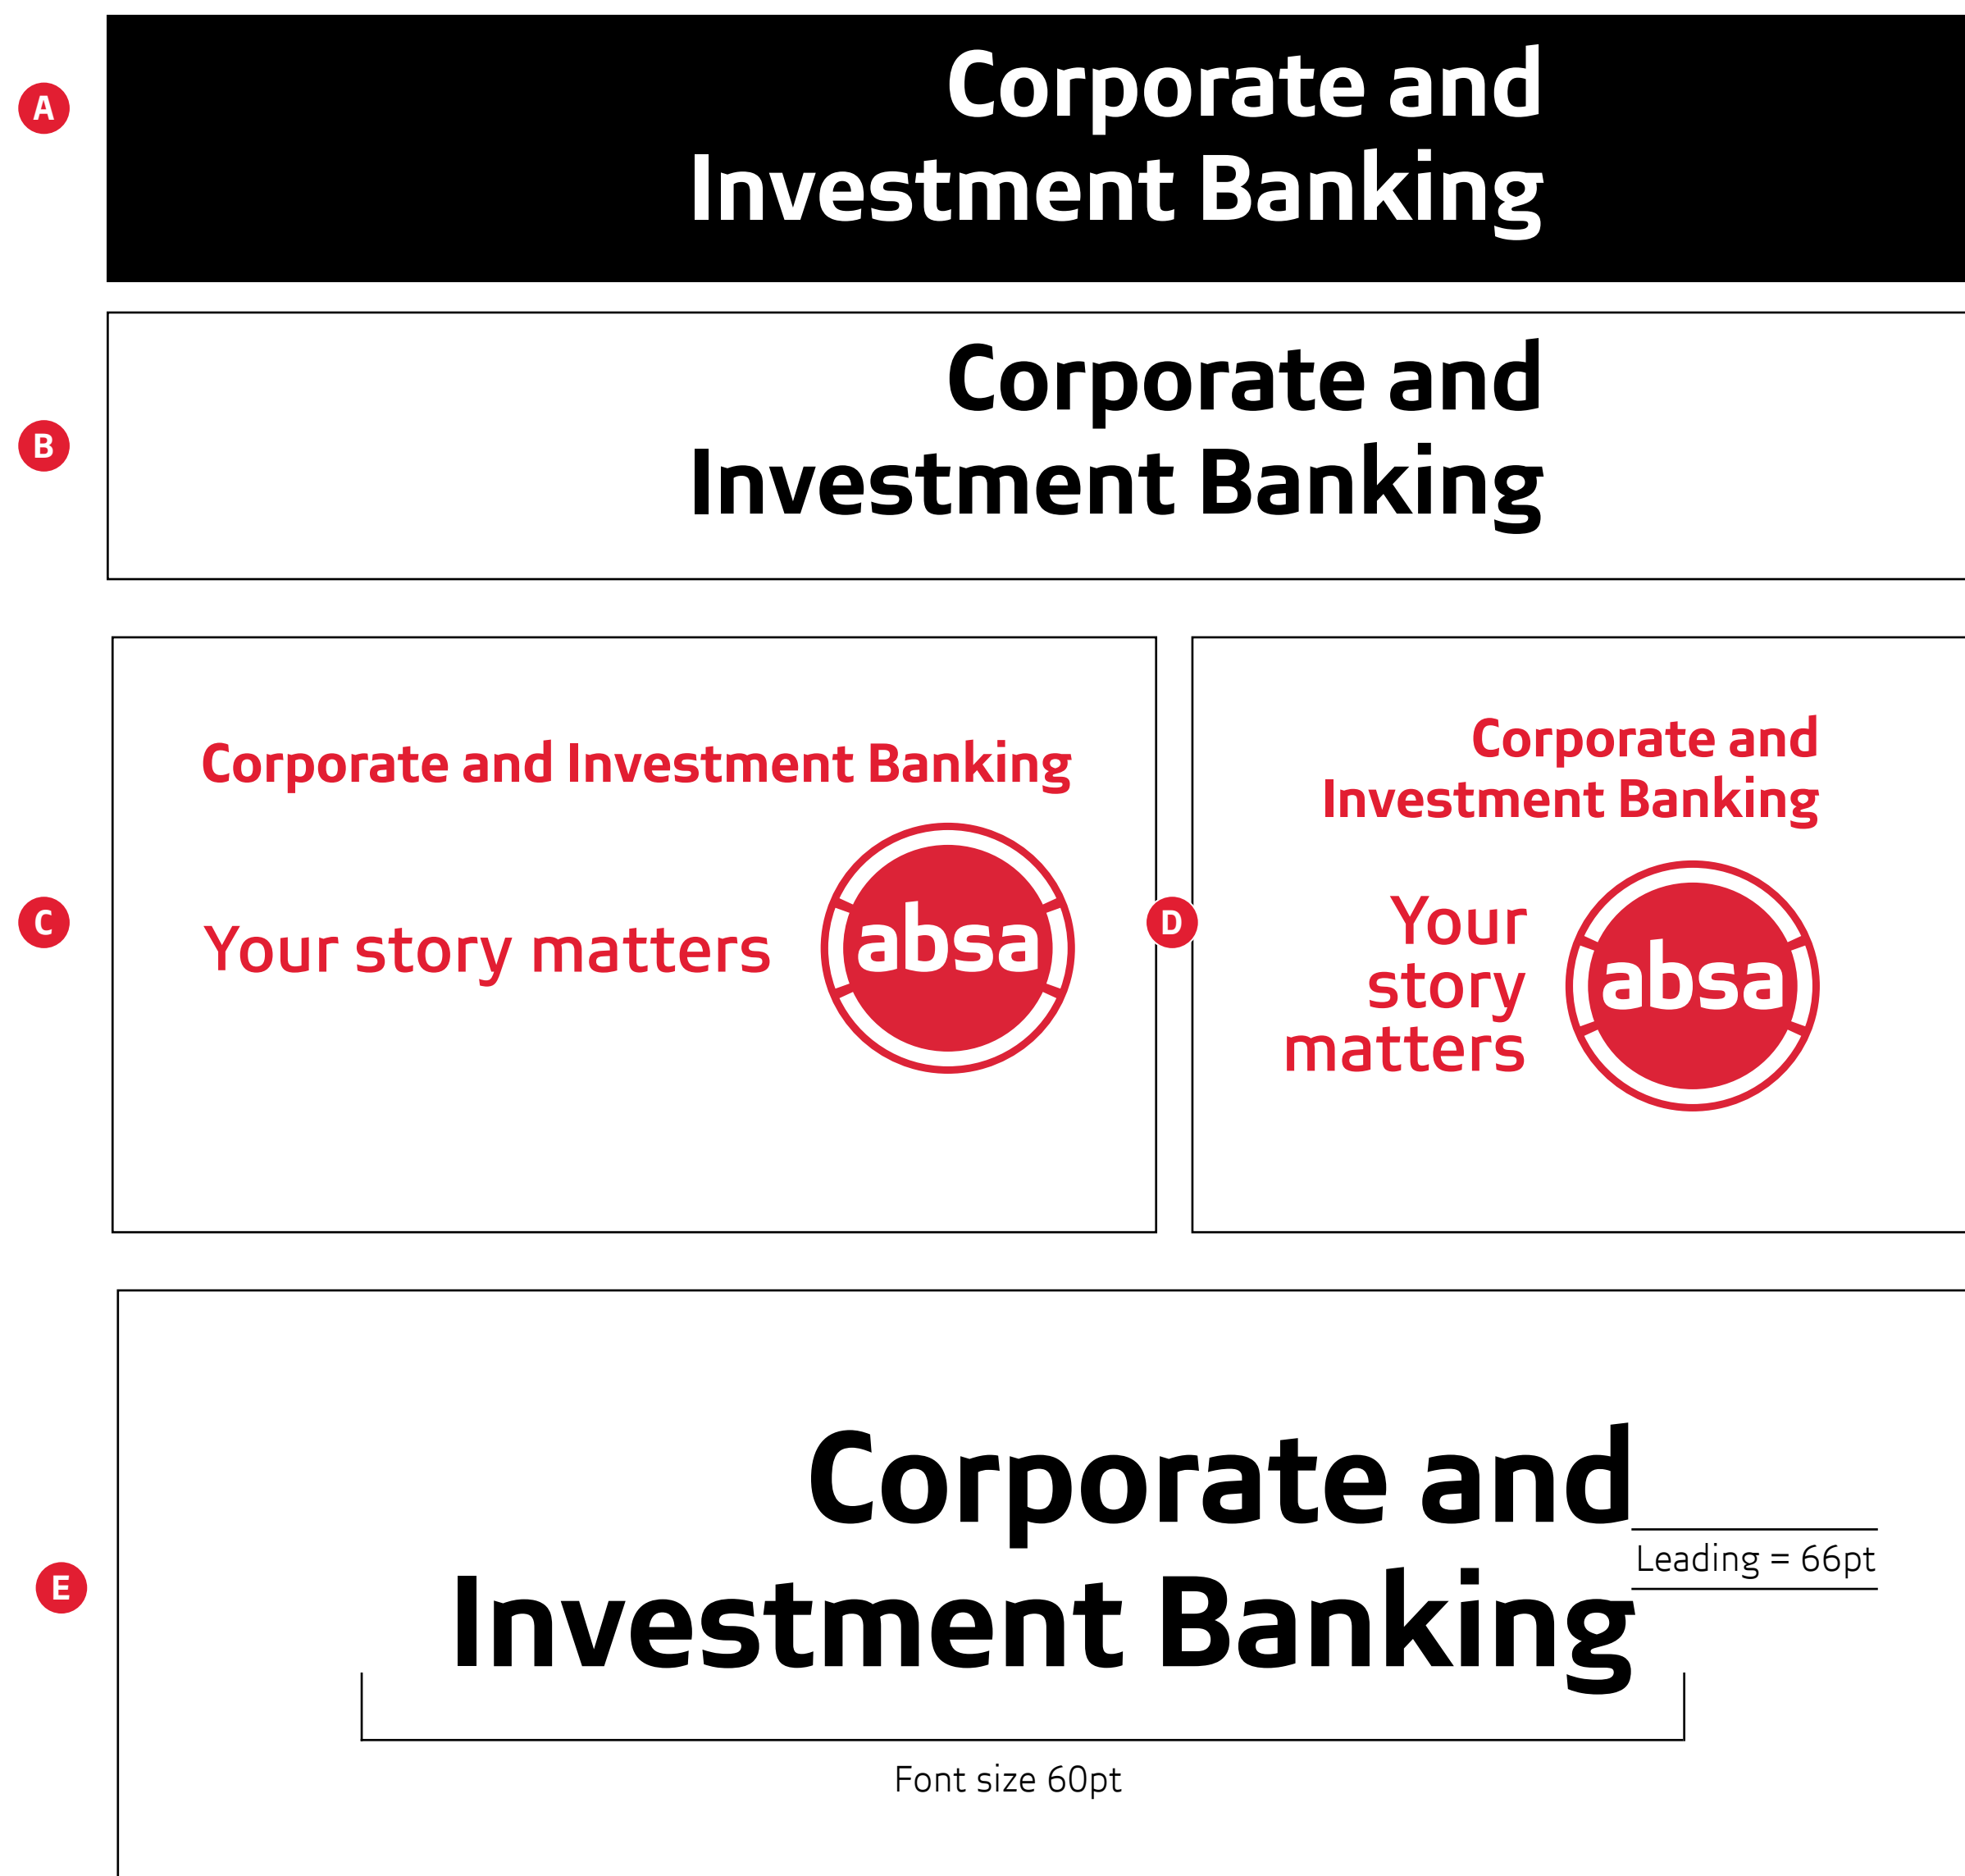 A
Corporate and
Investment Banking
B
Corporate and
Investment Banking
C
Corporate and Investment Banking
Your story matters
absa
D
Corporate and
Investment Banking
Your
story
matters
absa
E
Corporate and
Investment Banking
Leading = 66pt
Font size 60pt